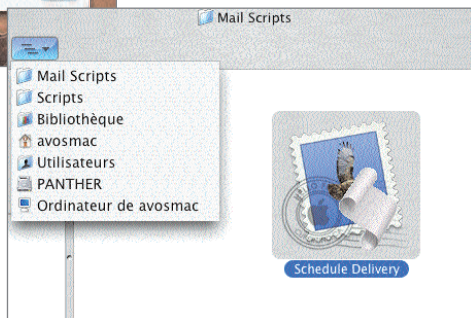 Mail Scripts
Mail Scripts
Scripts
Bibliothèque
avosmac
Utilisateurs
PANTHER
Ordinateur de avosmac
Schedule Delivery